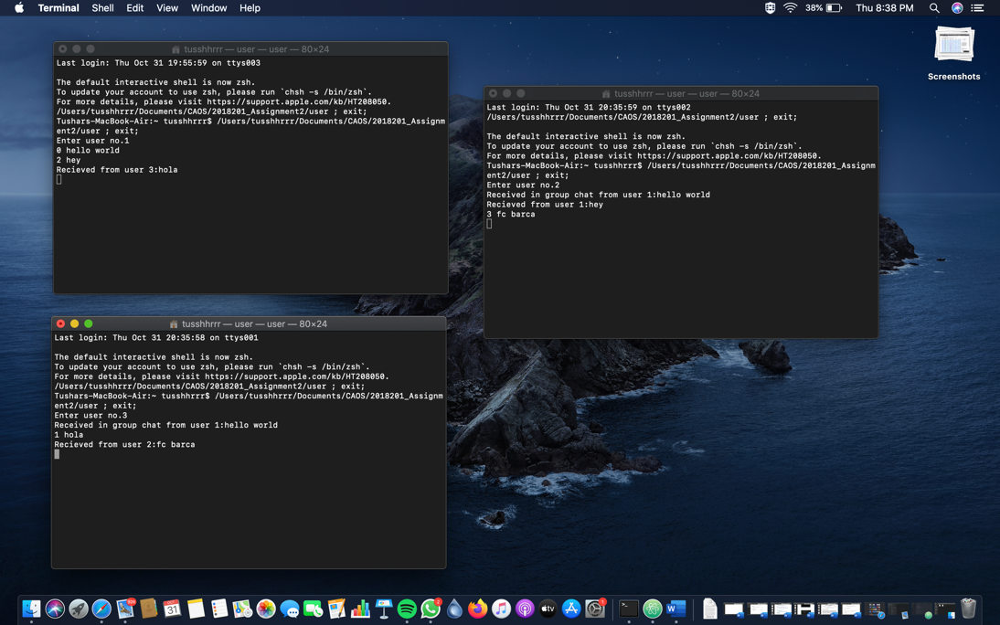 Terminal Shell Edit View Window Help 38% Thu 8:38 PM
Screenshots
tusshhrrr — user — user — 80×24
Last login: Thu Oct 31 19:55:59 on ttys003
The default interactive shell is now zsh.
To update your account to use zsh, please run `chsh -s /bin/zsh`.
For more details, please visit https://support.apple.com/kb/HT208050.
/Users/tusshhrrr/Documents/CAOS/2018201_Assignment2/user ; exit;
Tushars-MacBook-Air:~ tusshhrrr$ /Users/tusshhrrr/Documents/CAOS/2018201_Assignm
ent2/user ; exit;
Enter user no.1
0 hello world
2 hey
Recieved from user 3:hola
tusshhrrr — user — user — 80×24
Last login: Thu Oct 31 20:35:59 on ttys002
/Users/tusshhrrr/Documents/CAOS/2018201_Assignment2/user ; exit;
The default interactive shell is now zsh.
To update your account to use zsh, please run `chsh -s /bin/zsh`.
For more details, please visit https://support.apple.com/kb/HT208050.
Tushars-MacBook-Air:~ tusshhrrr$ /Users/tusshhrrr/Documents/CAOS/2018201_Assignm
ent2/user ; exit;
Enter user no.2
Received in group chat from user 1:hello world
Recieved from user 1:hey
3 fc barca
tusshhrrr — user — user — 80×24
Last login: Thu Oct 31 20:35:58 on ttys001
The default interactive shell is now zsh.
To update your account to use zsh, please run `chsh -s /bin/zsh`.
For more details, please visit https://support.apple.com/kb/HT208050.
/Users/tusshhrrr/Documents/CAOS/2018201_Assignment2/user ; exit;
Tushars-MacBook-Air:~ tusshhrrr$ /Users/tusshhrrr/Documents/CAOS/2018201_Assignm
ent2/user ; exit;
Enter user no.3
Received in group chat from user 1:hello world
1 hola
Recieved from user 2:fc barca
31
tv